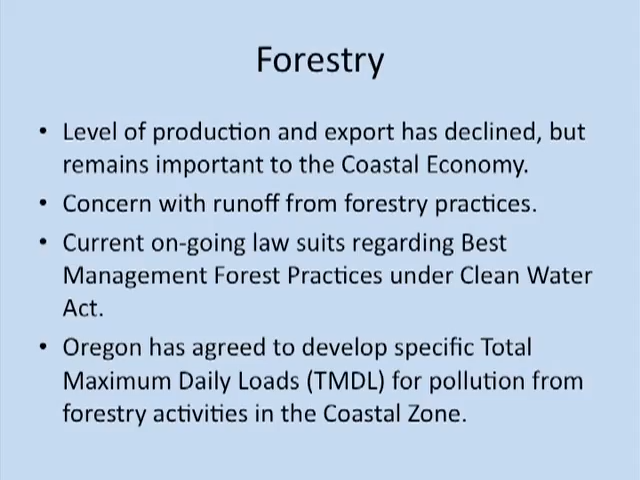 Forestry
• Level of production and export has declined, but
remains important to the Coastal Economy.
• Concern with runoff from forestry practices.
• Current on-going law suits regarding Best
Management Forest Practices under Clean Water
Act.
• Oregon has agreed to develop specific Total
Maximum Daily Loads (TMDL) for pollution from
forestry activities in the Coastal Zone.